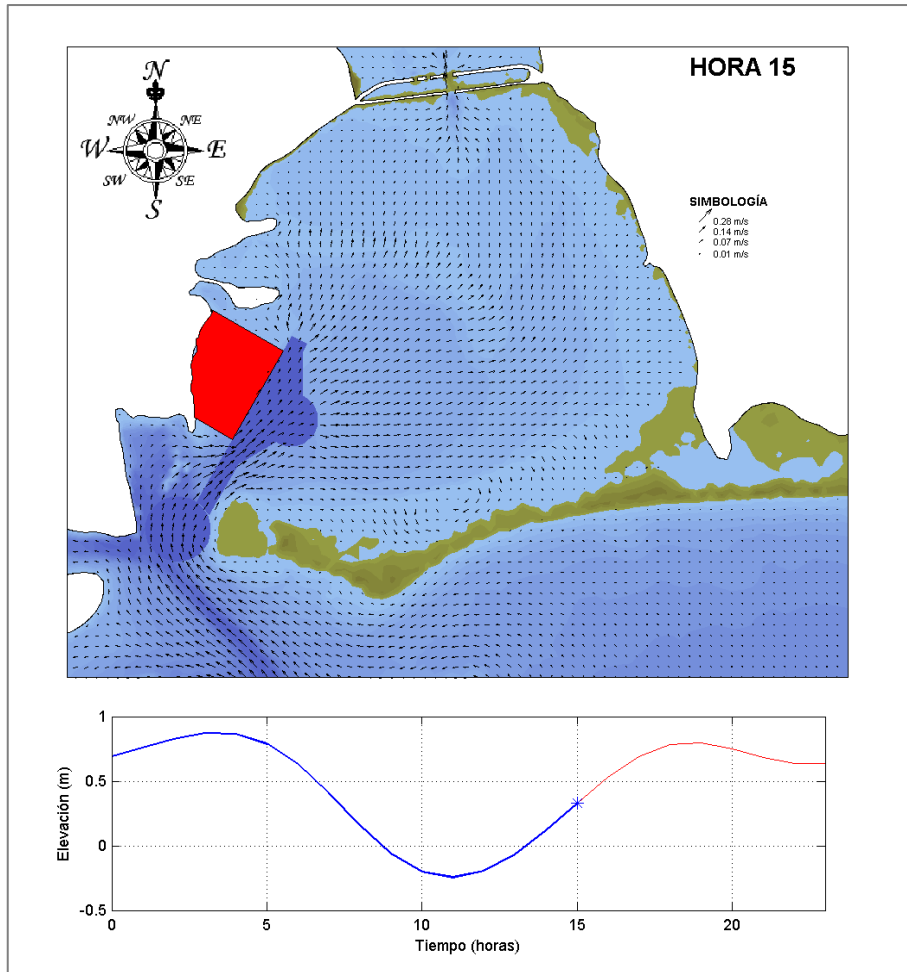 HORA 15
N
NW NE
W E
SW SE
S
SIMBOLOGÍA
0.28 m/s
0.14 m/s
0.07 m/s
0.01 m/s
Elevación (m)
1
0.5
0
-0.5
0 5 10 15 20
Tiempo (horas)